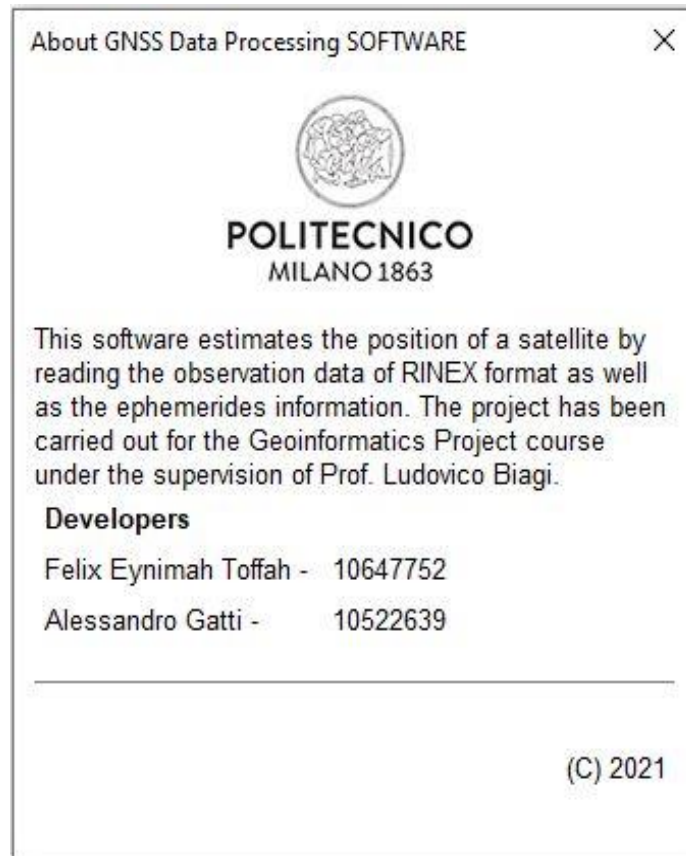 About GNSS Data Processing SOFTWARE
POLITECNICO
MILANO 1863
This software estimates the position of a satellite by
reading the observation data of RINEX format as well
as the ephemerides information. The project has been
carried out for the Geoinformatics Project course
under the supervision of Prof. Ludovico Biagi.
Developers
Felix Eynimah Toffah - 10647752
Alessandro Gatti - 10522639
(C) 2021